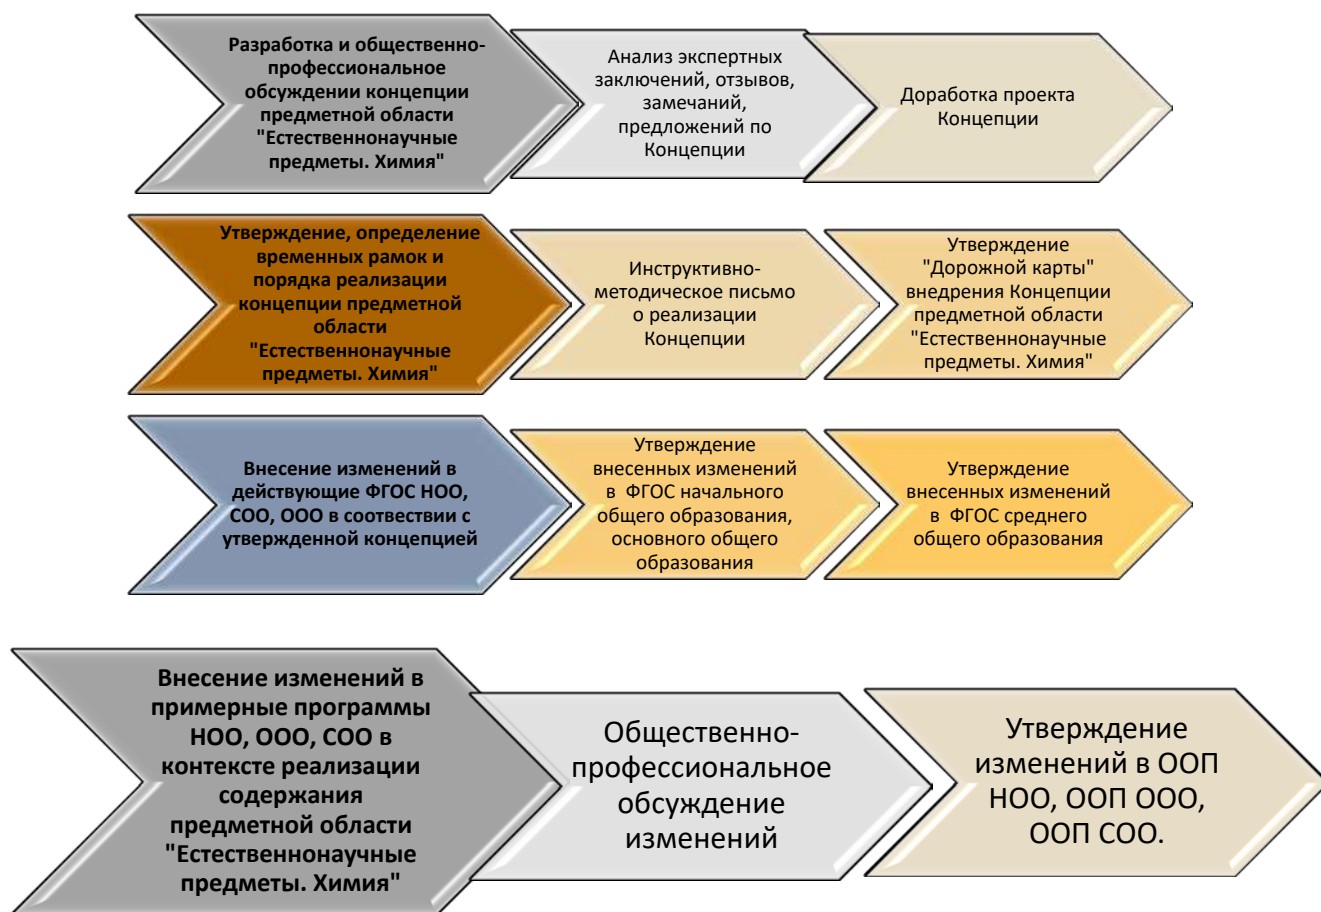 Разработка и общественно-
профессиональное
обсуждении концепции
предметной области
"Естественнонаучные
предметы. Химия"
Анализ экспертных
заключений, отзывов,
замечаний,
предложений по
Концепции
Доработка проекта
Концепции
Утверждение, определение
временных рамок и
порядка реализации
концепции предметной
области
"Естественнонаучные
предметы. Химия"
Инструктивно-
методическое письмо
о реализации
Концепции
Утверждение
"Дорожной карты"
внедрения Концепции
предметной области
"Естественнонаучные
предметы. Химия"
Внесение изменений в
действующие ФГОС НОО,
СОО, ООО в соотвествии с
утвержденной концепцией
Утверждение
внесенных изменений
в ФГОС начального
общего образования,
основного общего
образования
Утверждение
внесенных изменений
в ФГОС среднего
общего образования
Внесение изменений в
примерные программы
НОО, ООО, СОО в
контексте реализации
содержания
предметной области
"Естественнонаучные
предметы. Химия"
Общественно-
профессиональное
обсуждение
изменений
Утверждение
изменений в ООП
НОО, ООП ООО,
ООП СОО.